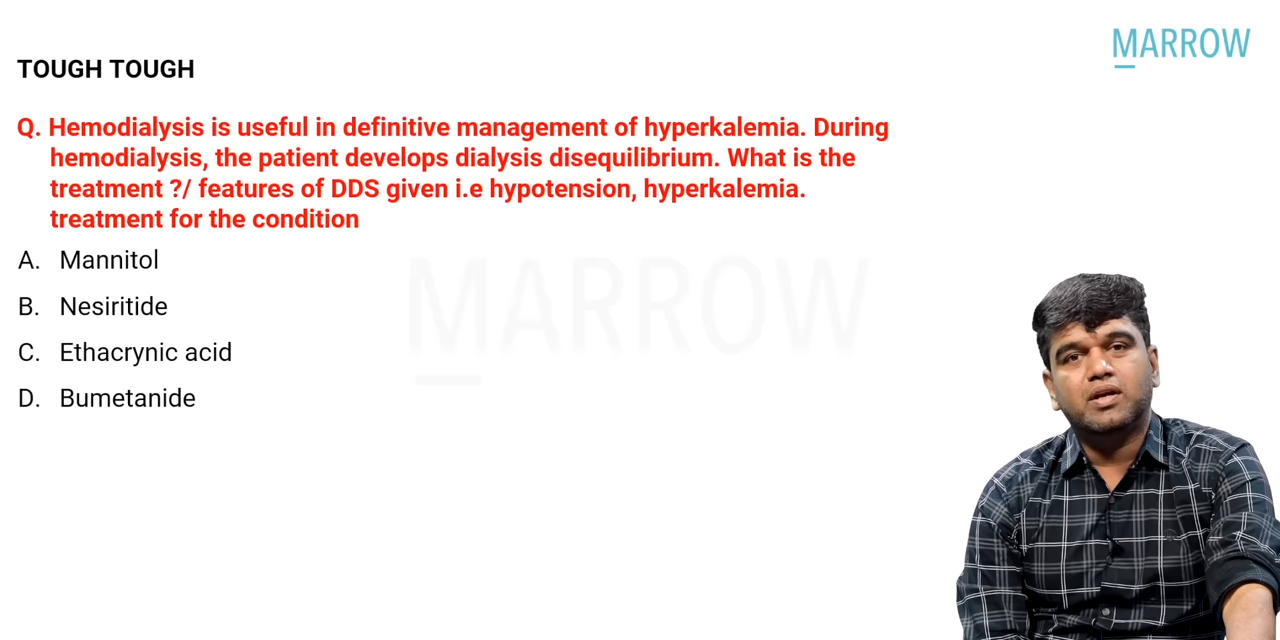 MARROW
TOUGH TOUGH
Q. Hemodialysis is useful in definitive management of hyperkalemia. During
hemodialysis, the patient develops dialysis disequilibrium. What is the
treatment ?/ features of DDS given i.e hypotension, hyperkalemia.
treatment for the condition
A. Mannitol
B. Nesiritide
C. Ethacrynic acid
D. Bumetanide
MARROW